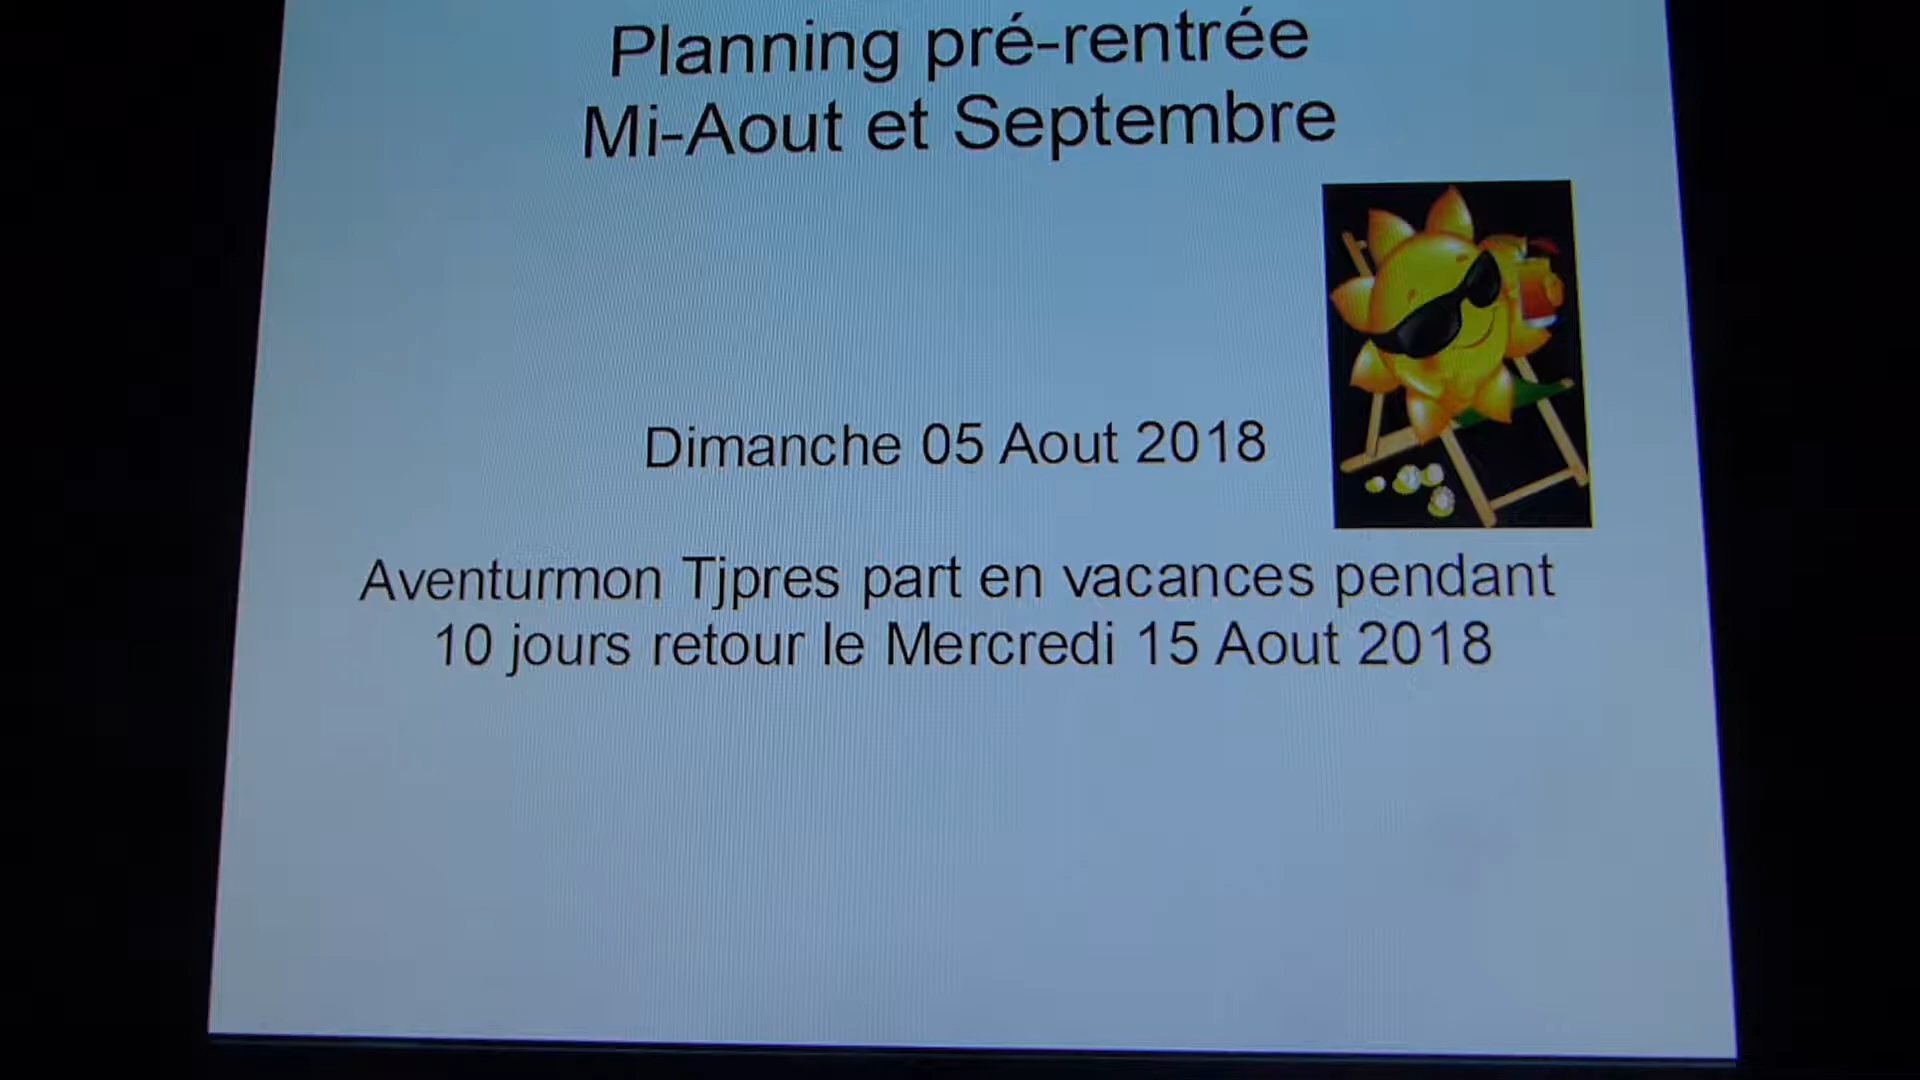 Planning pré-rentrée
Mi-Aout et Septembre
Dimanche 05 Aout 2018
Aventurmon Tjpres part en vacances pendant
10 jours retour le Mercredi 15 Aout 2018